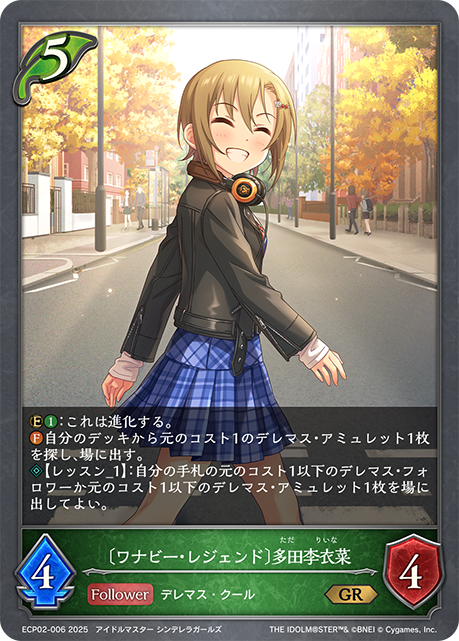 5
E 1:これは進化する。
F 自分のデッキから元のコスト1のデレマス・アミュレット1枚
を探し、場に出す。
【レッスン_1】:自分の手札の元のコスト1以下のデレマス・フォ
ロワーか元のコスト1以下のデレマス・アミュレット1枚を場に
出してよい。
ただ りいな
〔ワナビー・レジェンド〕多田李衣菜
4
Follower
デレマス・クール
GR
4
ECP02-006 2025 アイドルマスター シンデレラガールズ
THE IDOLM@STER™& ©BNEI © Cygames, Inc.